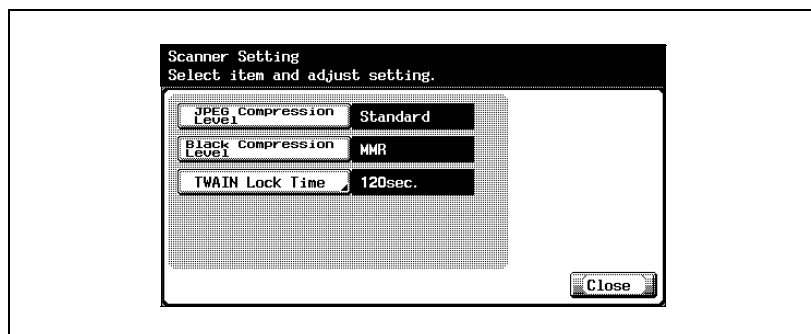 Scanner Setting
Select item and adjust setting.
JPEG Compression
Level
Standard
Black Compression
Level
MMR
TWAIN Lock Time
120sec.
Close